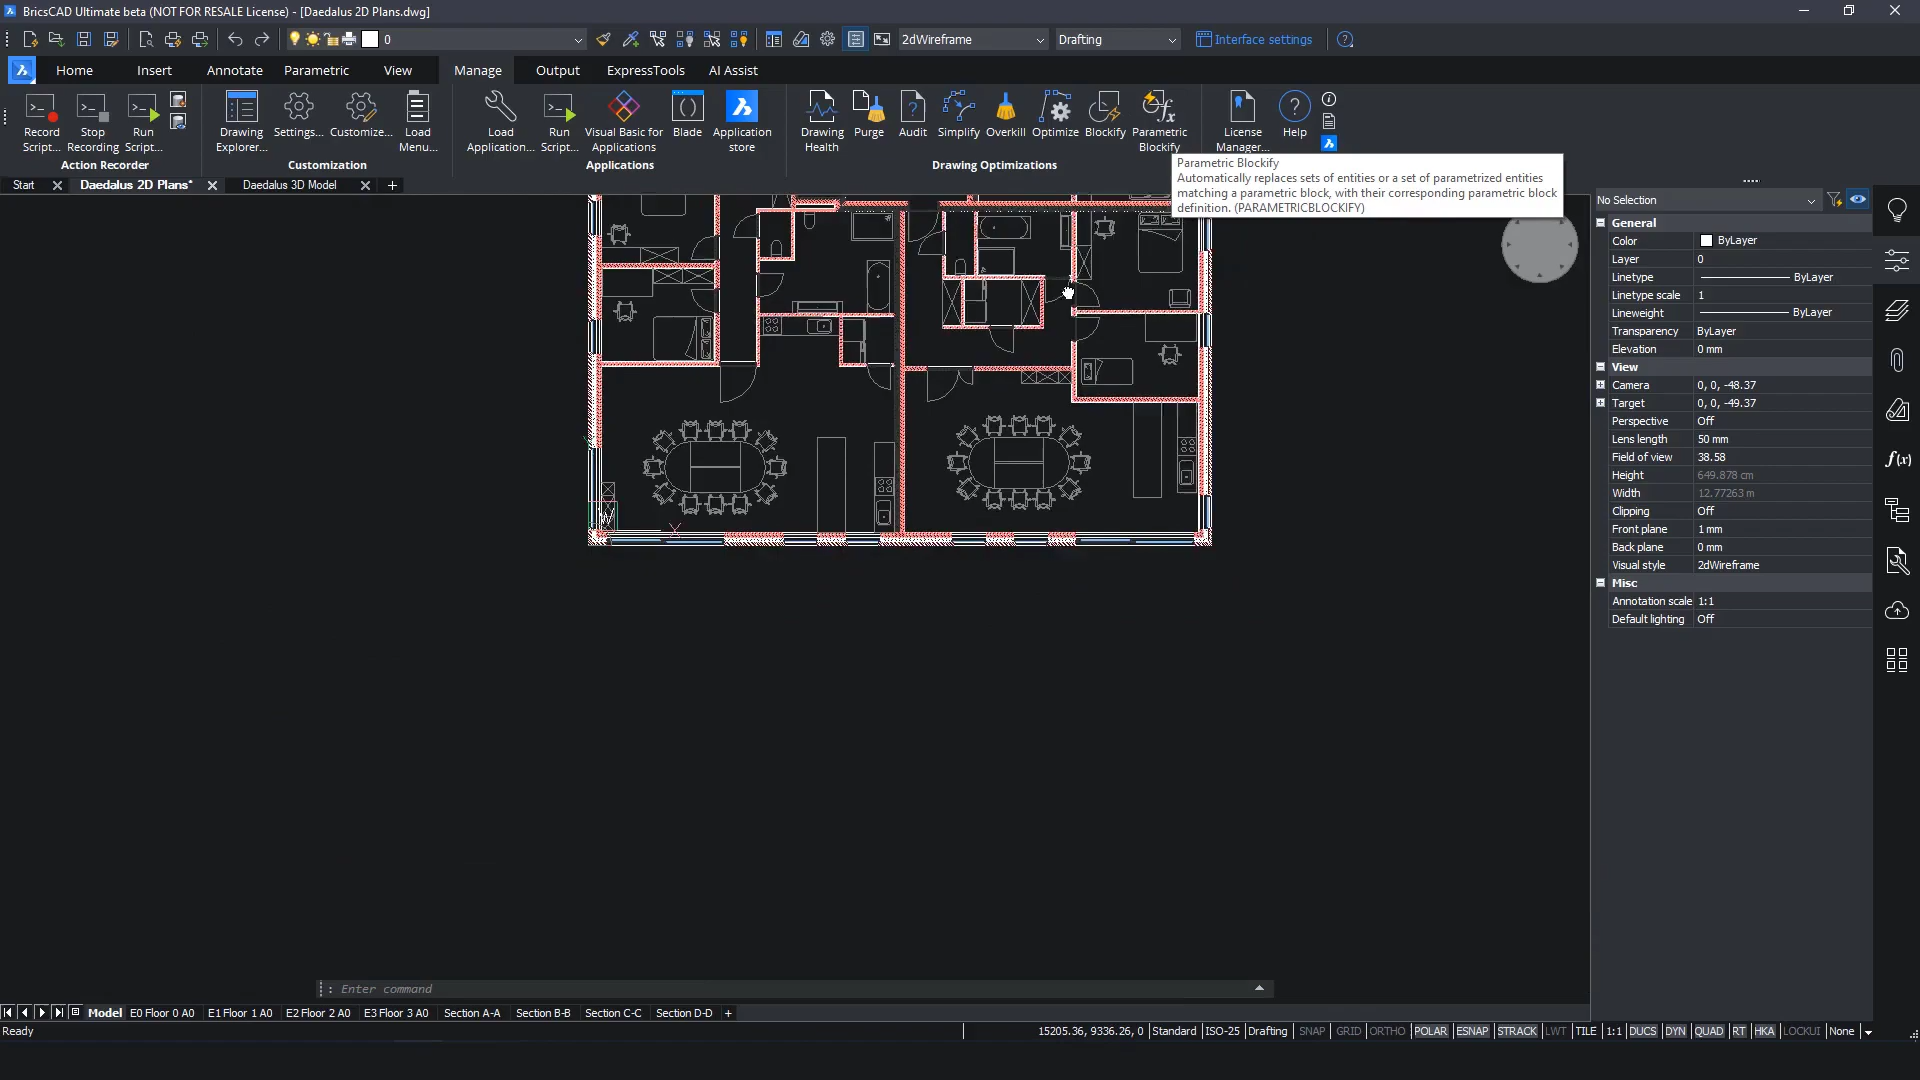 BricsCAD Ultimate beta (NOT FOR RESALE License) - [Daedalus 2D Plans.dwg]
0
2dWireframe
Drafting
Interface settings
Home
Insert
Annotate
Parametric
View
Manage
Output
ExpressTools
AI Assist
Record Script...
Stop Recording
Run Script...
Action Recorder
Drawing Explorer...
Settings...
Customize...
Load Menu...
Customization
Load Application...
Run Script...
Visual Basic for Applications
Blade
Application store
Applications
Drawing Health
Purge
Audit
Simplify
Overkill
Optimize
Blockify
Parametric Blockify
Drawing Optimizations
License Manager...
Help
Parametric Blockify
Automatically replaces sets of entities or a set of parametrized entities
matching a parametric block, with their corresponding parametric block
definition. (PARAMETRICBLOCKIFY)
Start
Daedalus 2D Plans*
Daedalus 3D Model
No Selection
General
Color ByLayer
Layer 0
Linetype ByLayer
Linetype scale 1
Lineweight ByLayer
Transparency ByLayer
Elevation 0 mm
View
Camera 0, 0, -48.37
Target 0, 0, -49.37
Perspective Off
Lens length 50 mm
Field of view 38.58
Height 649.878 cm
Width 12.77263 m
Clipping Off
Front plane 1 mm
Back plane 0 mm
Visual style 2dWireframe
Misc
Annotation scale 1:1
Default lighting Off
f(x)
W
X
: Enter command
Model E0 Floor 0 A0 E1 Floor 1 A0 E2 Floor 2 A0 E3 Floor 3 A0 Section A-A Section B-B Section C-C Section D-D +
Ready
15205.36, 9336.26, 0 Standard ISO-25 Drafting SNAP GRID ORTHO POLAR ESNAP STRACK LWT TILE 1:1 DUCS DYN QUAD RT HKA LOCKUI None